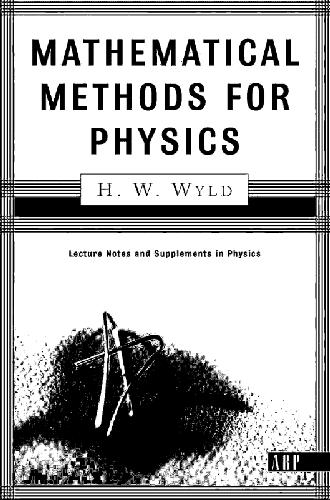 MATHEMATICAL
METHODS FOR
PHYSICS
H. W. WYLD
Lecture Notes and Supplements in Physics
ABP